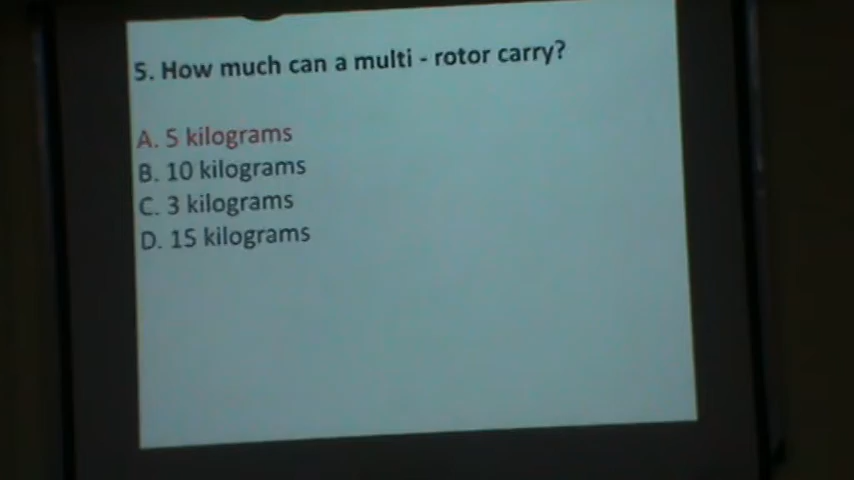 5. How much can a multi - rotor carry?
A. 5 kilograms
B. 10 kilograms
C. 3 kilograms
D. 15 kilograms